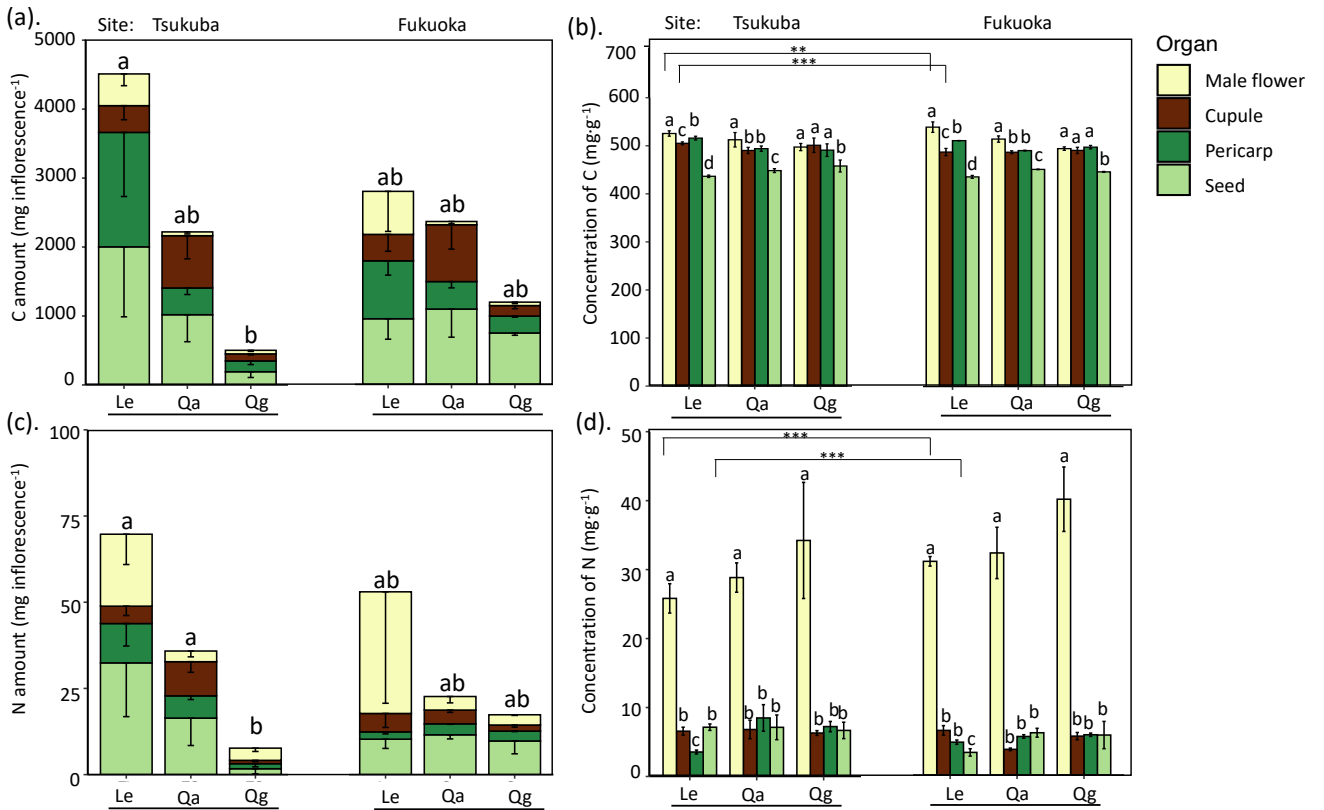 (a).
Site: Tsukuba
Fukuoka
C amount (mg inflorescence⁻¹)
5000
4000
3000
2000
1000
0
a
ab
b
ab
ab
ab
Le Qa Qg
Le Qa Qg
(b).
Site: Tsukuba
Fukuoka
Concentration of C (mg·g⁻¹)
700
600
500
400
300
200
100
0
**
***
a c b d
a b b c
a a a b
a c b d
a b b c
a a a b
Le Qa Qg
Le Qa Qg
Organ
Male flower
Cupule
Pericarp
Seed
(c).
N amount (mg inflorescence⁻¹)
100
75
50
25
0
a
a
b
ab
ab
ab
Le Qa Qg
Le Qa Qg
(d).
Concentration of N (mg·g⁻¹)
50
40
30
20
10
0
***
***
a b c b
a b b b
a b b b
a b b c
a b b b
a b b b
Le Qa Qg
Le Qa Qg